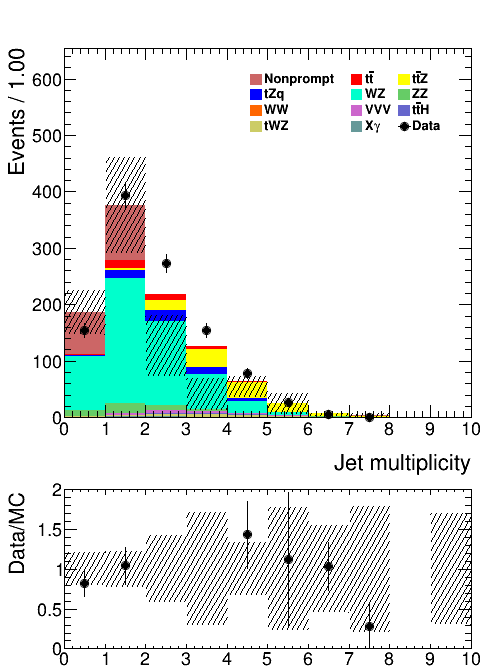 Events / 1.00
600
500
400
300
200
100
0
Nonprompt tt̄ tt̄Z
tZq WZ ZZ
WW VVV tt̄H
tWZ Xγ Data
0 1 2 3 4 5 6 7 8 9 10
Jet multiplicity
Data/MC
2
1.5
1
0.5
0
0 1 2 3 4 5 6 7 8 9 10